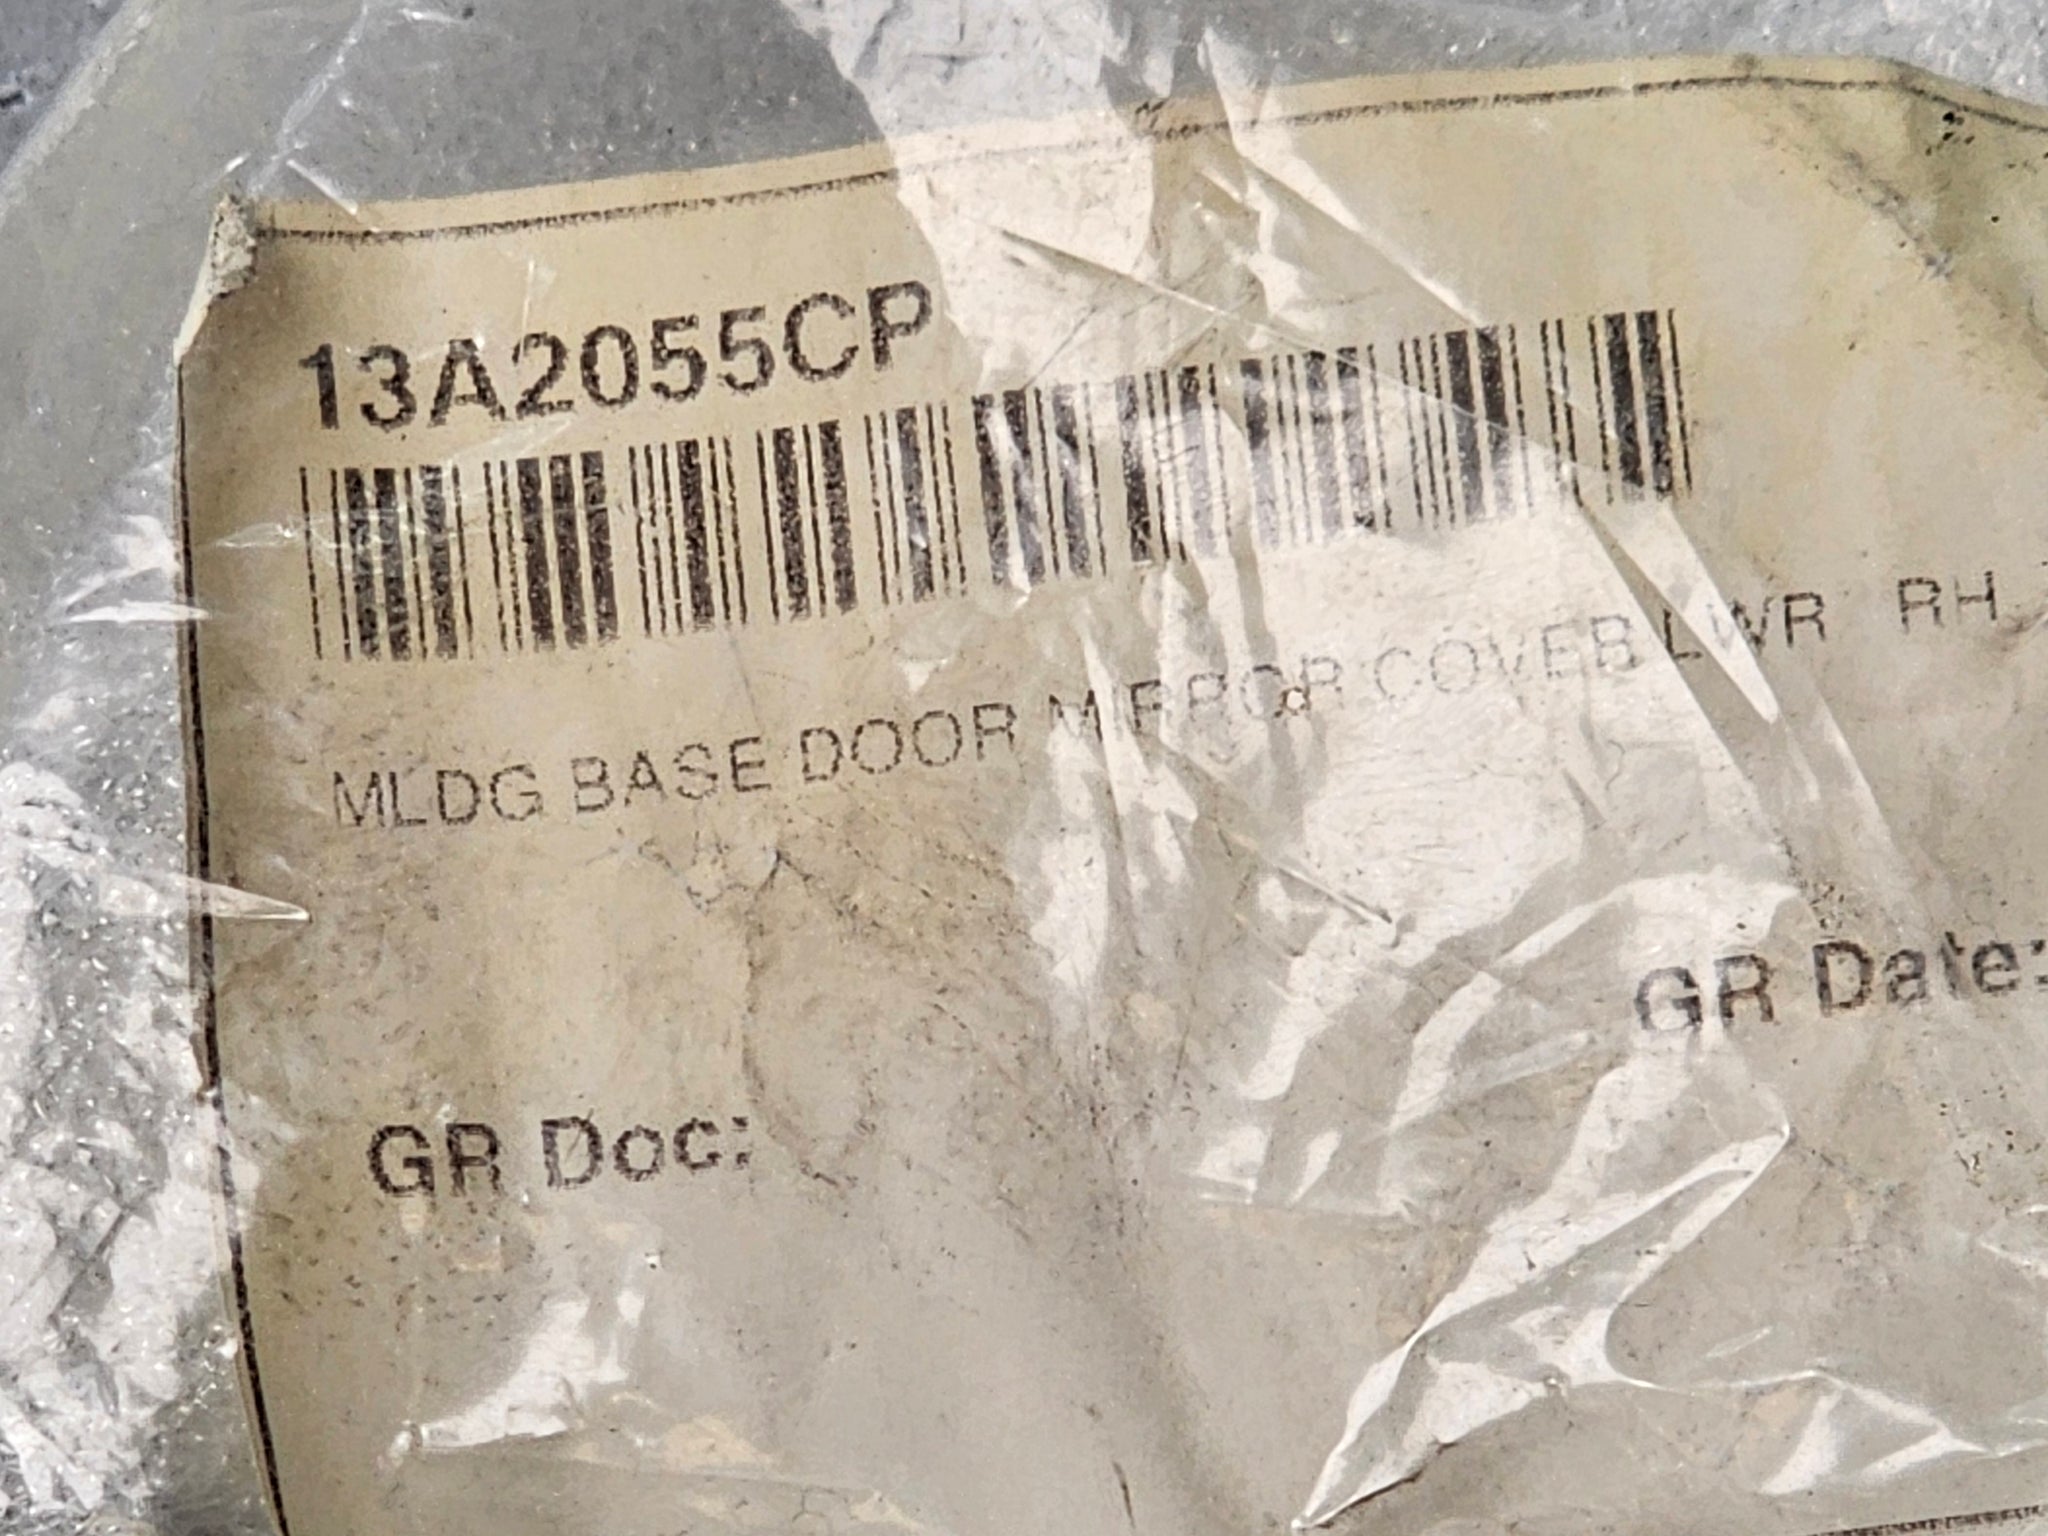 13A2055CP
MLDG BASE DOOR MIRROR COVER LWR RH
GR Date:
GR Doc: